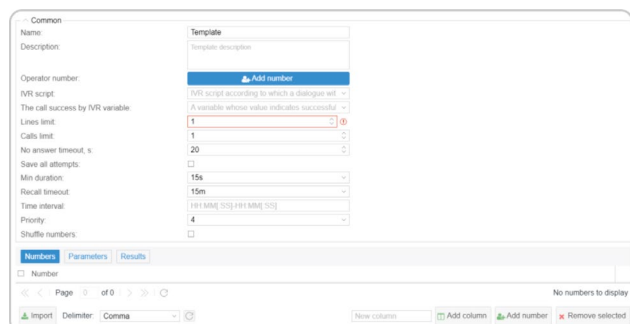 Common
Name: Template
Description: Template description
Operator number: Add number
IVR script: IVR script according to which a dialogue wit
The call success by IVR variable: A variable whose value indicates successful
Lines limit: 1
Calls limit: 1
No answer timeout, s: 20
Save all attempts:
Min duration: 15s
Recall timeout: 15m
Time interval: HH:MM[:SS]-HH:MM[:SS]
Priority: 4
Shuffle numbers:
Numbers Parameters Results
Number
Page 0 of 0 No numbers to display
Import Delimiter: Comma New column Add column Add number Remove selected